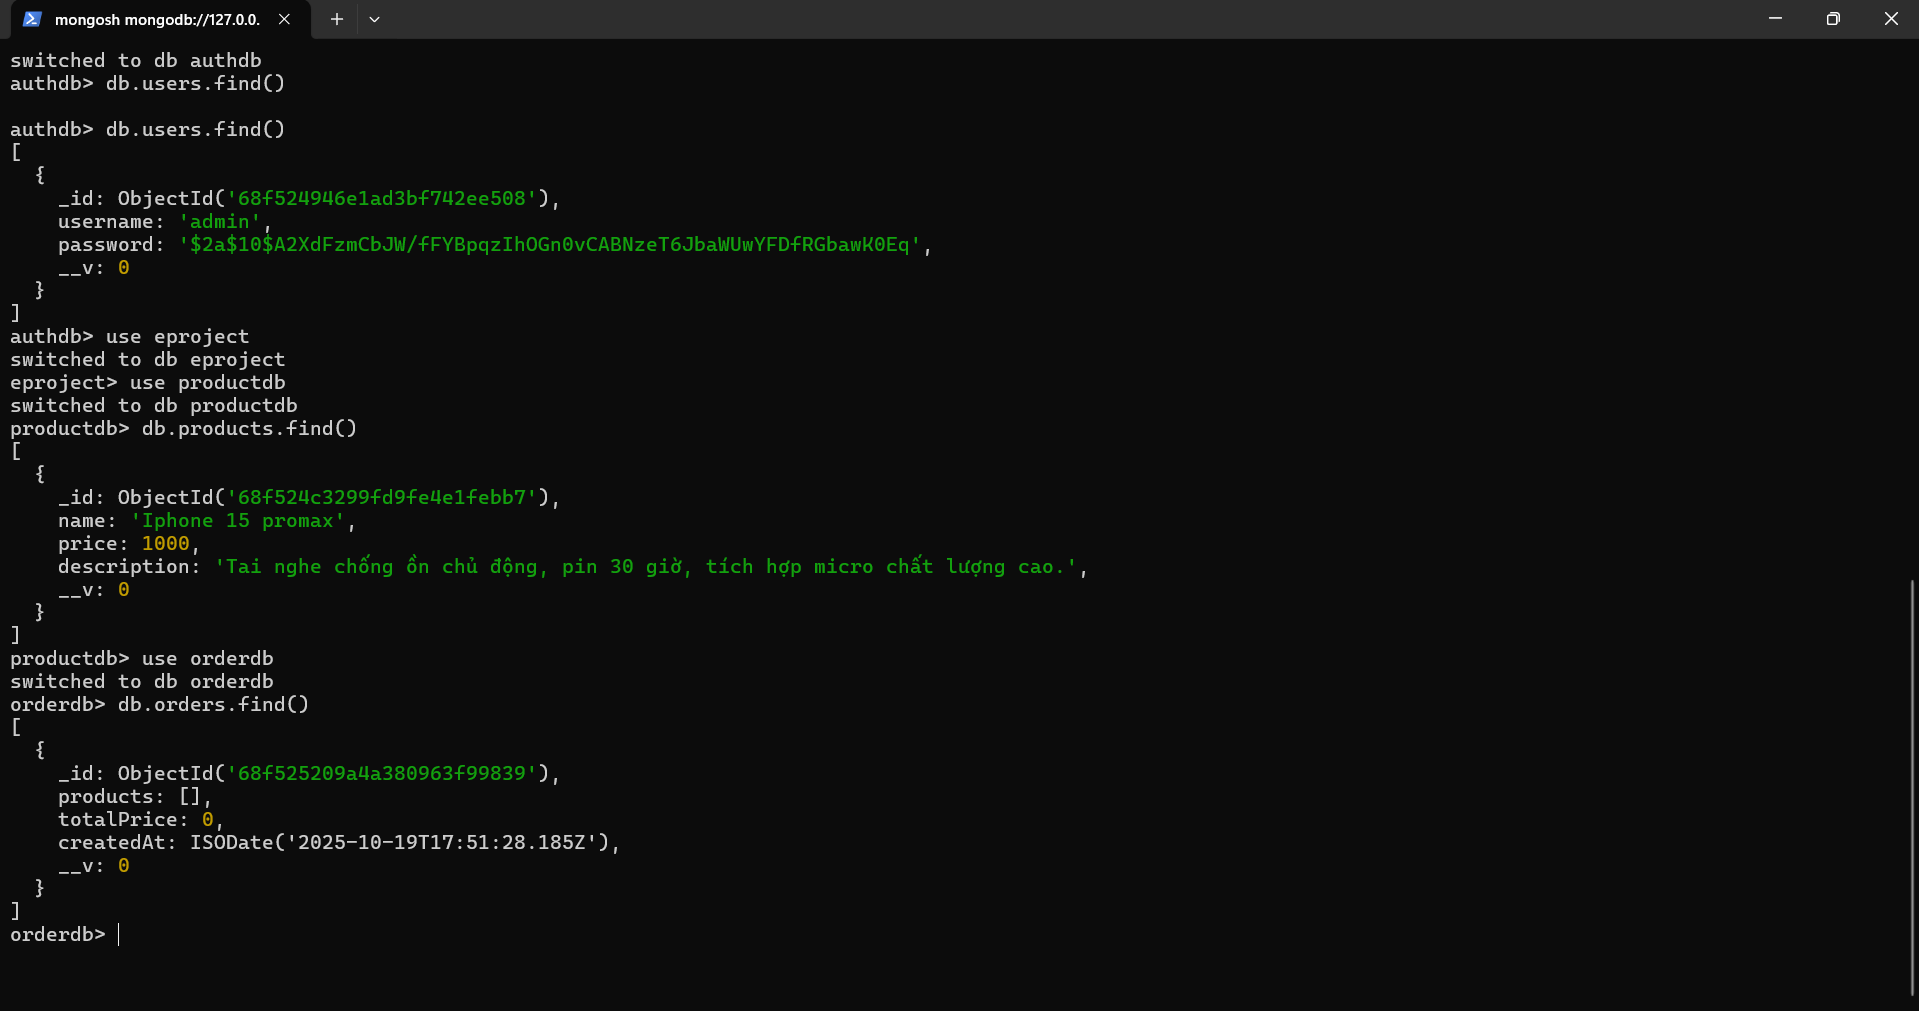 mongosh mongodb://127.0.0.
switched to db authdb
authdb> db.users.find()
authdb> db.users.find()
[
  {
    _id: ObjectId('68f524946e1ad3bf742ee508'),
    username: 'admin',
    password: '$2a$10$A2XdFzmCbJW/fFYBpqzIhOGn0vCABNzeT6JbaWUwYFDfRGbawK0Eq',
    __v: 0
  }
]
authdb> use eproject
switched to db eproject
eproject> use productdb
switched to db productdb
productdb> db.products.find()
[
  {
    _id: ObjectId('68f524c3299fd9fe4e1febb7'),
    name: 'Iphone 15 promax',
    price: 1000,
    description: 'Tai nghe chống ồn chủ động, pin 30 giờ, tích hợp micro chất lượng cao.',
    __v: 0
  }
]
productdb> use orderdb
switched to db orderdb
orderdb> db.orders.find()
[
  {
    _id: ObjectId('68f525209a4a380963f99839'),
    products: [],
    totalPrice: 0,
    createdAt: ISODate('2025-10-19T17:51:28.185Z'),
    __v: 0
  }
]
orderdb>